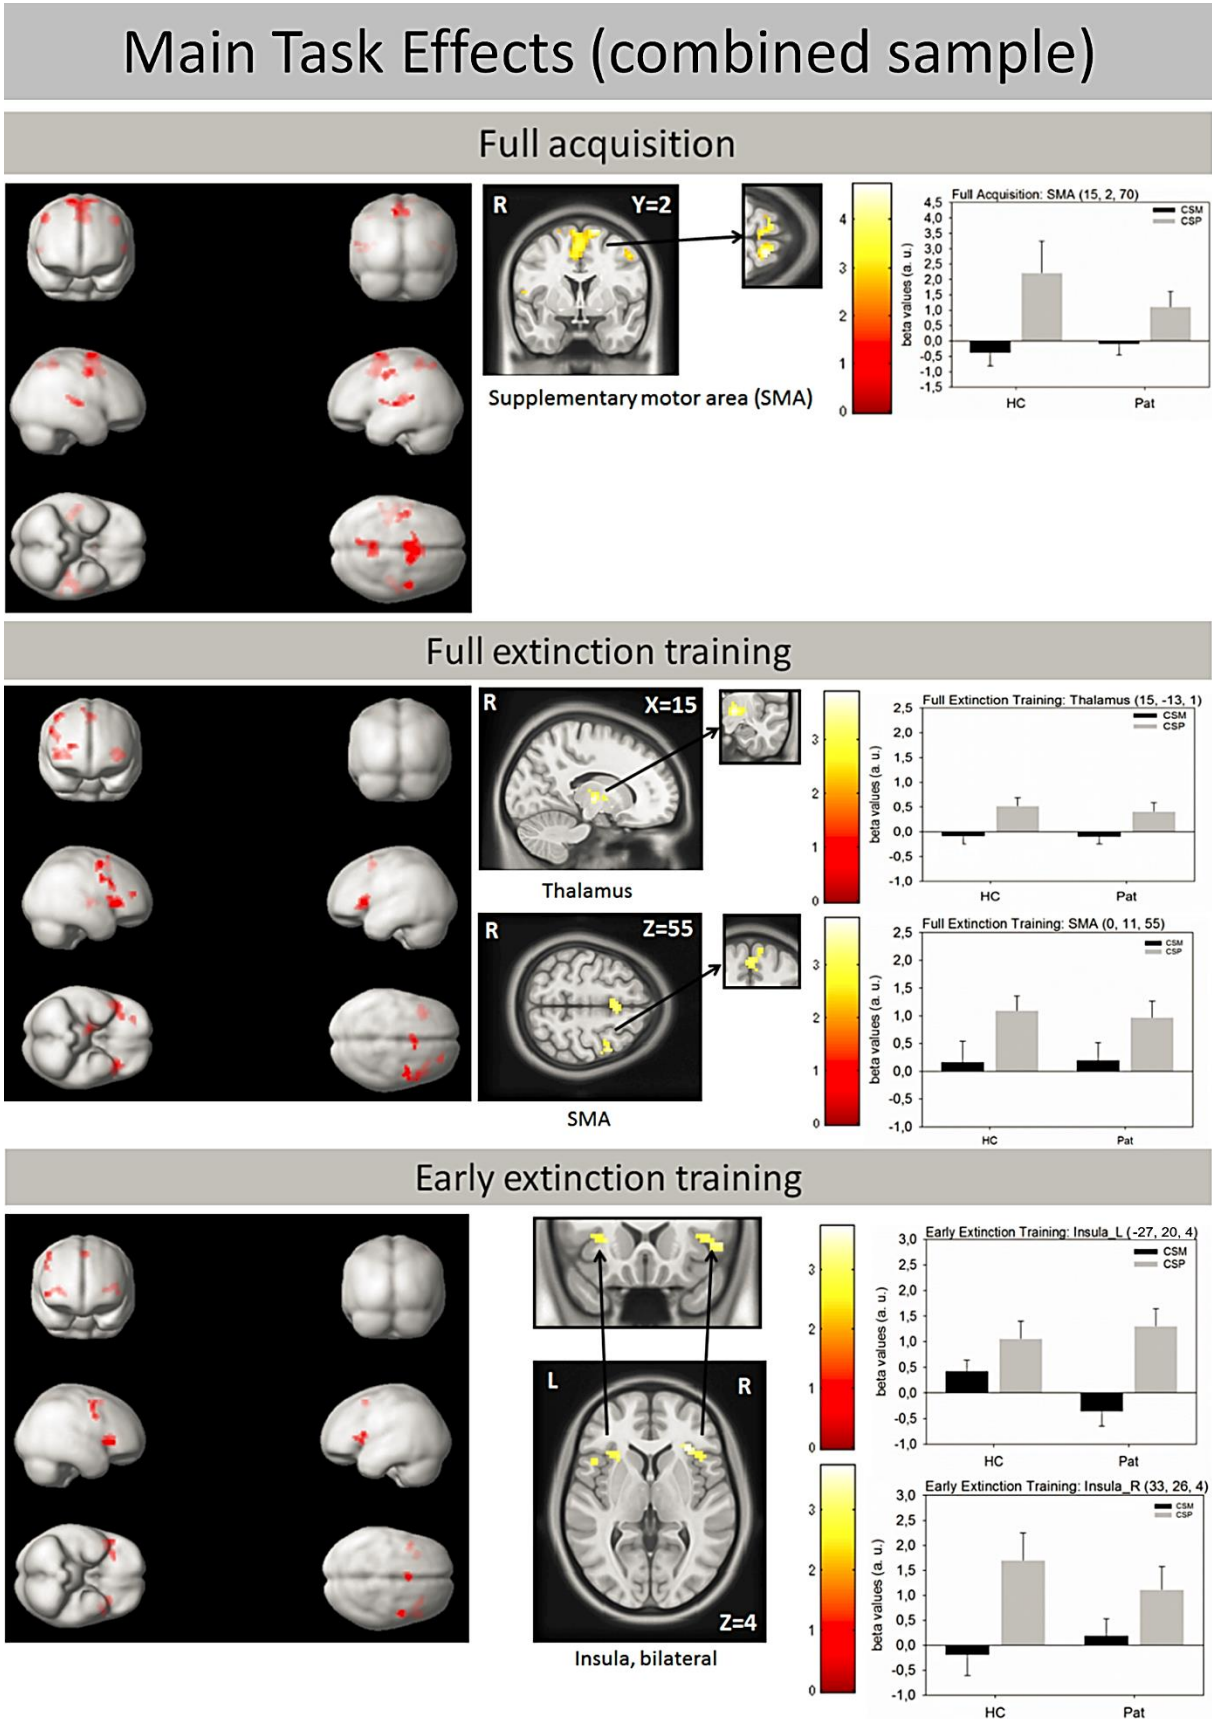 Main Task Effects (combined sample)
Full acquisition
R Y=2
Supplementary motor area (SMA)
4
3
2
1
0
Full Acquisition: SMA (15, 2, 70)
CSM
CSP
beta values (a. u.)
4,5
4,0
3,5
3,0
2,5
2,0
1,5
1,0
0,5
0,0
-0,5
-1,0
-1,5
HC Pat
Full extinction training
R X=15
Thalamus
3
2
1
0
Full Extinction Training: Thalamus (15, -13, 1)
CSM
CSP
beta values (a. u.)
2,5
2,0
1,5
1,0
0,5
0,0
-0,5
-1,0
HC Pat
R Z=55
SMA
3
2
1
0
Full Extinction Training: SMA (0, 11, 55)
CSM
CSP
beta values (a. u.)
2,5
2,0
1,5
1,0
0,5
0,0
-0,5
-1,0
HC Pat
Early extinction training
L R
Z=4
Insula, bilateral
3
2
1
0
Early Extinction Training: Insula_L (-27, 20, 4)
CSM
CSP
beta values (a. u.)
3,0
2,5
2,0
1,5
1,0
0,5
0,0
-0,5
-1,0
HC Pat
3
2
1
0
Early Extinction Training: Insula_R (33, 26, 4)
CSM
CSP
beta values (a. u.)
3,0
2,5
2,0
1,5
1,0
0,5
0,0
-0,5
-1,0
HC Pat